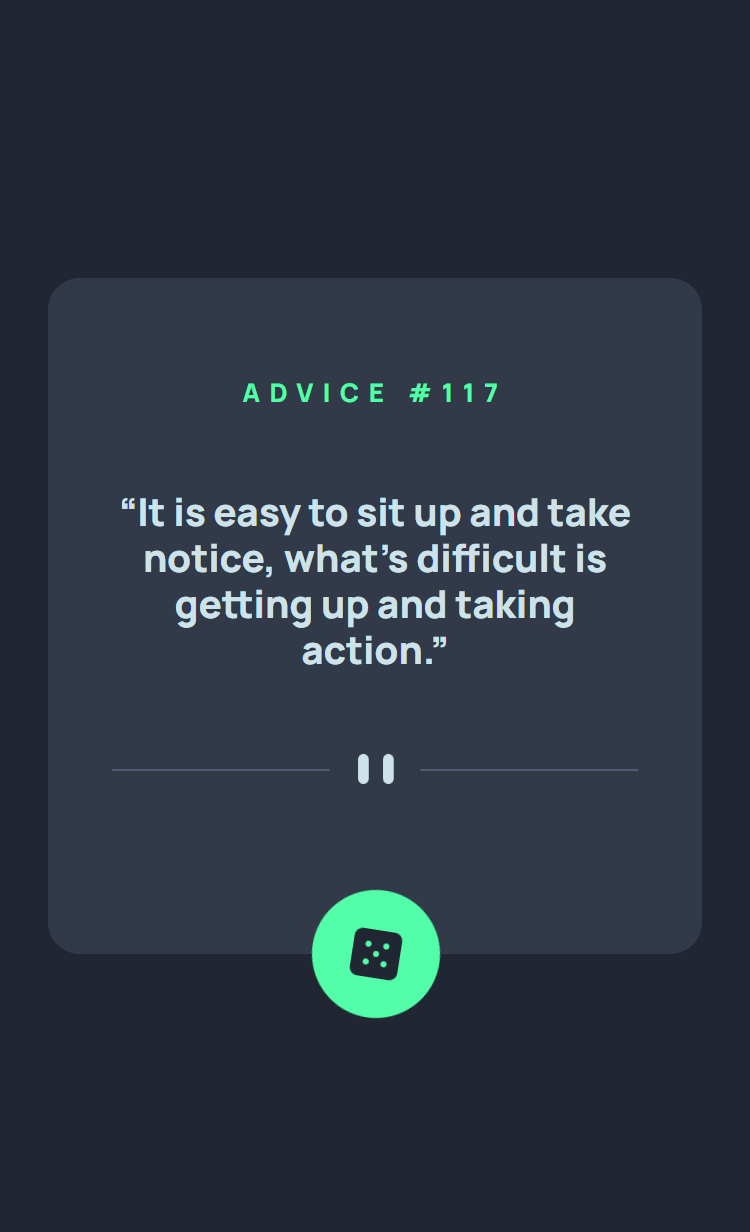 ADVICE #117
“It is easy to sit up and take
notice, what’s difficult is
getting up and taking
action.”